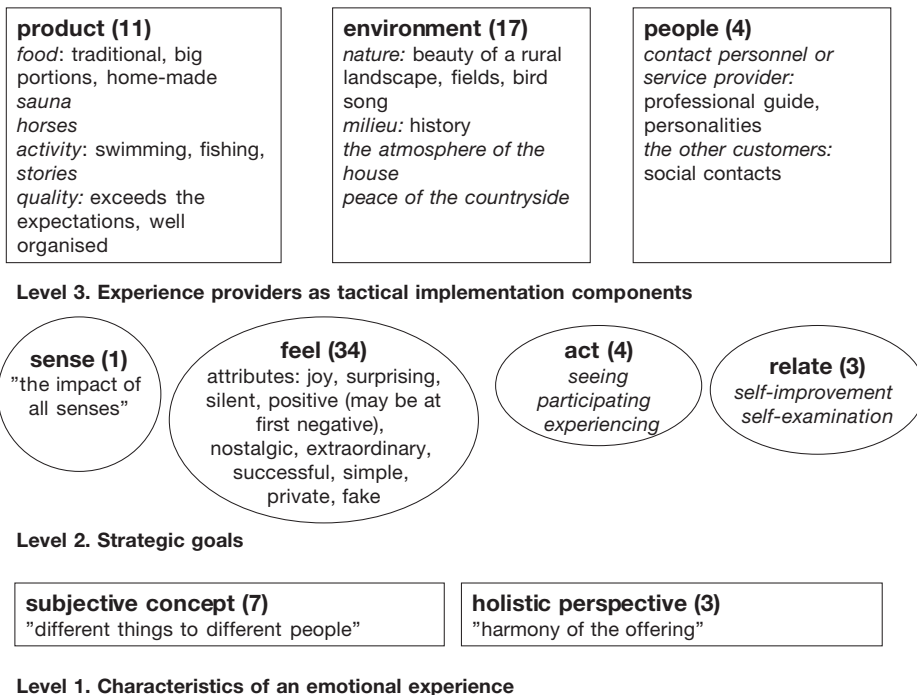 product (11)
food: traditional, big
portions, home-made
sauna
horses
activity: swimming, fishing,
stories
quality: exceeds the
expectations, well
organised
environment (17)
nature: beauty of a rural
landscape, fields, bird
song
milieu: history
the atmosphere of the
house
peace of the countryside
people (4)
contact personnel or
service provider:
professional guide,
personalities
the other customers:
social contacts
Level 3. Experience providers as tactical implementation components
sense (1)
”the impact of
all senses”
feel (34)
attributes: joy, surprising,
silent, positive (may be at
first negative),
nostalgic, extraordinary,
successful, simple,
private, fake
act (4)
seeing
participating
experiencing
relate (3)
self-improvement
self-examination
Level 2. Strategic goals
subjective concept (7)
”different things to different people”
holistic perspective (3)
”harmony of the offering”
Level 1. Characteristics of an emotional experience